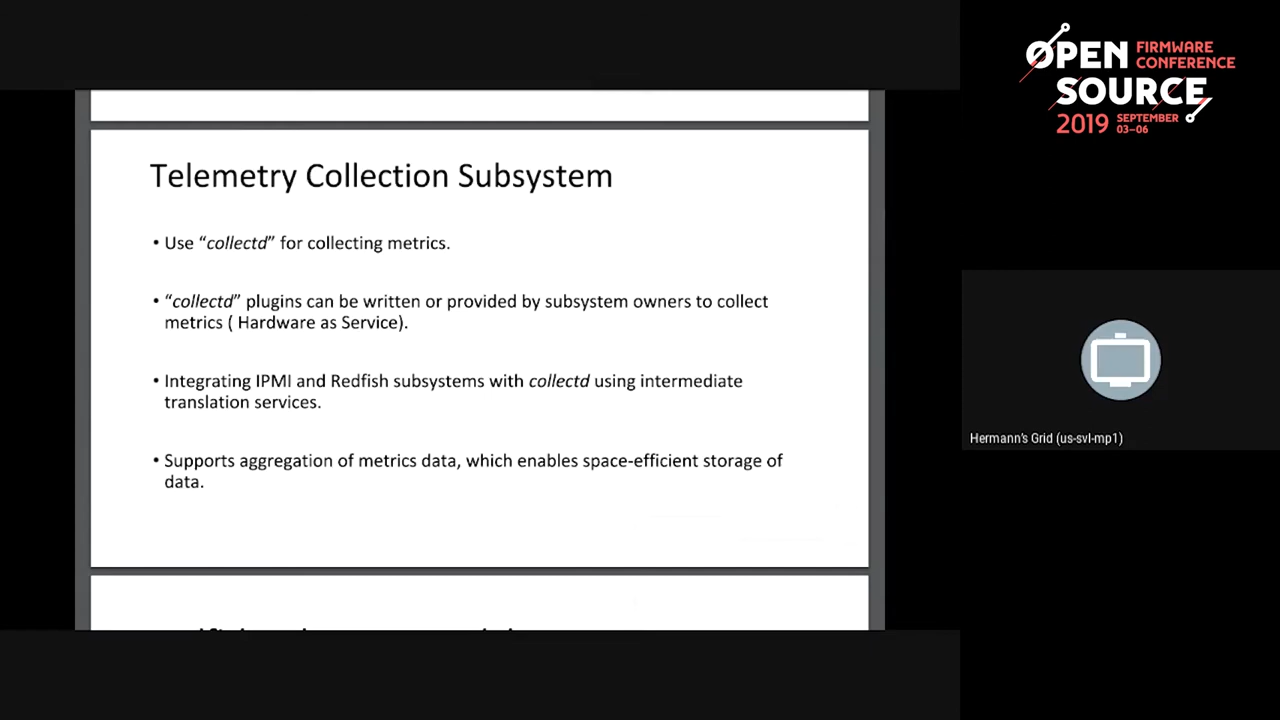 OPEN FIRMWARE
CONFERENCE
SOURCE
2019 SEPTEMBER
03–06
Telemetry Collection Subsystem
• Use “collectd” for collecting metrics.
• “collectd” plugins can be written or provided by subsystem owners to collect
metrics ( Hardware as Service).
• Integrating IPMI and Redfish subsystems with collectd using intermediate
translation services.
• Supports aggregation of metrics data, which enables space-efficient storage of
data.
Hermann's Grid (us-svl-mp1)